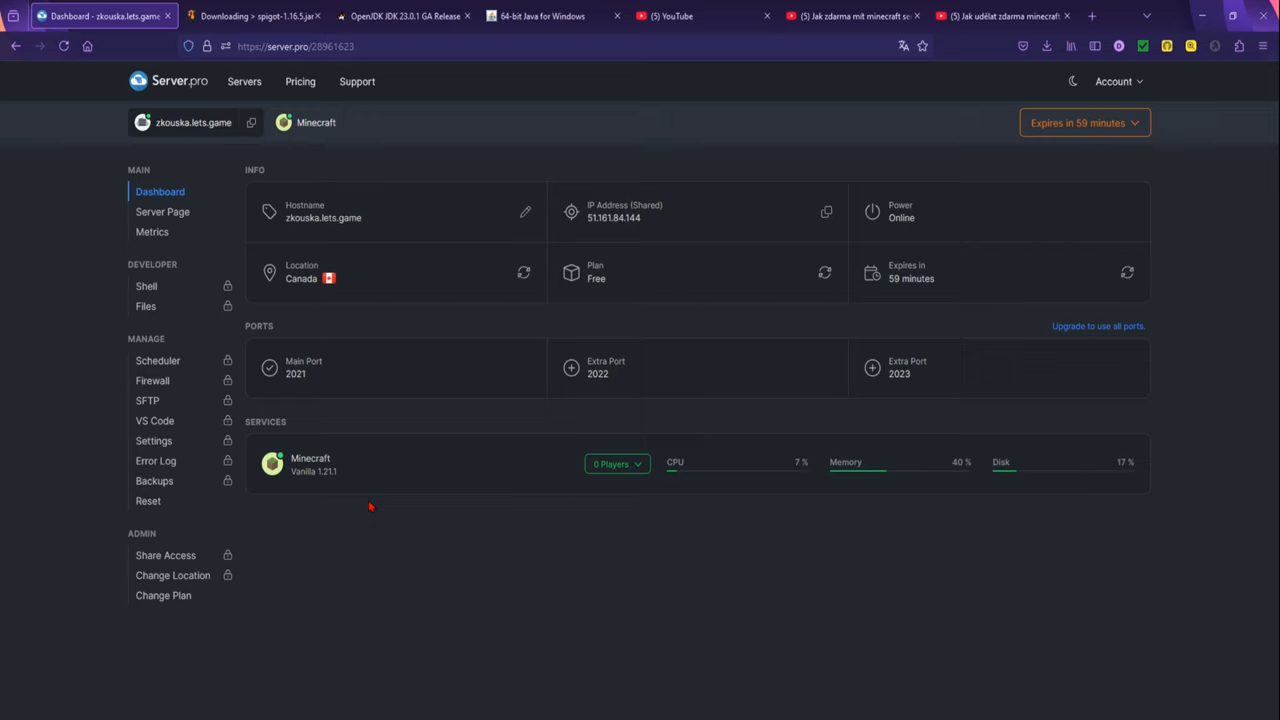 Dashboard - zkouska.lets.game
Downloading > spigot-1.16.5.jar
OpenJDK JDK 23.0.1 GA Release
64-bit Java for Windows
(5) YouTube
(5) Jak zdarma mít minecraft se
(5) Jak udělat zdarma minecraft
https://server.pro/28961623
Server.pro
Servers
Pricing
Support
Account
zkouska.lets.game
Minecraft
Expires in 59 minutes
MAIN
Dashboard
Server Page
Metrics
DEVELOPER
Shell
Files
MANAGE
Scheduler
Firewall
SFTP
VS Code
Settings
Error Log
Backups
Reset
ADMIN
Share Access
Change Location
Change Plan
INFO
Hostname
zkouska.lets.game
IP Address (Shared)
51.161.84.144
Power
Online
Location
Canada
Plan
Free
Expires in
59 minutes
PORTS
Upgrade to use all ports.
Main Port
2021
Extra Port
2022
Extra Port
2023
SERVICES
Minecraft
Vanilla 1.21.1
0 Players
CPU
7 %
Memory
40 %
Disk
17 %